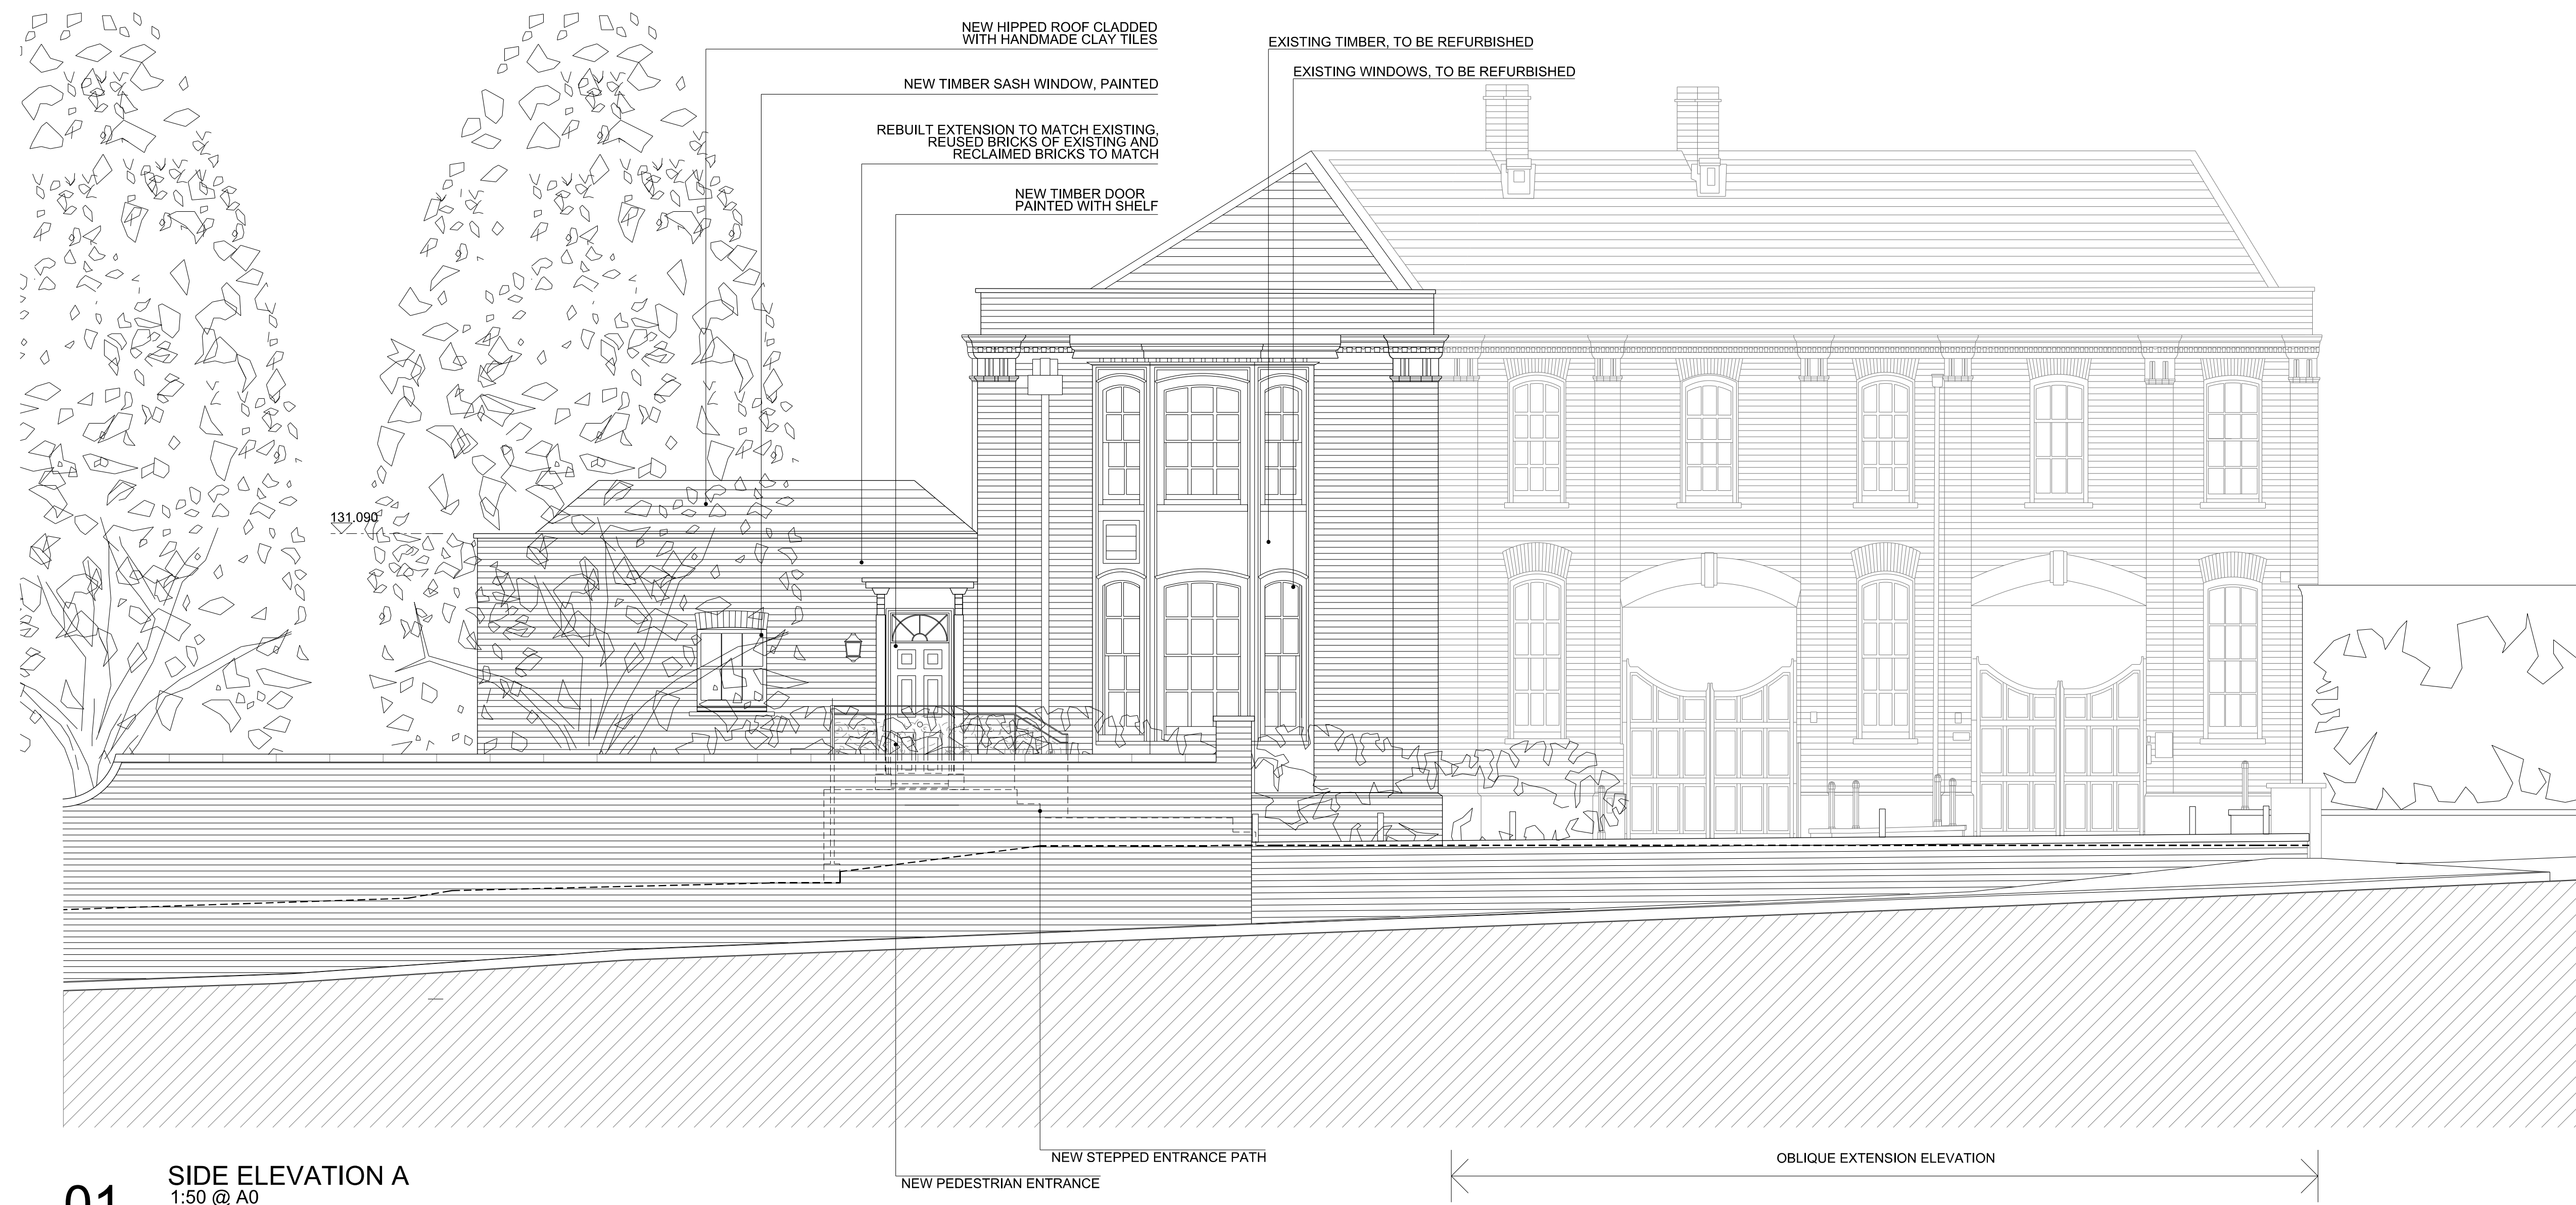 NEW HIPPED ROOF CLADDED
WITH HANDMADE CLAY TILES
NEW TIMBER SASH WINDOW, PAINTED
REBUILT EXTENSION TO MATCH EXISTING,
REUSED BRICKS OF EXISTING AND
RECLAIMED BRICKS TO MATCH
NEW TIMBER DOOR
PAINTED WITH SHELF
EXISTING TIMBER, TO BE REFURBISHED
EXISTING WINDOWS, TO BE REFURBISHED
131.090
NEW STEPPED ENTRANCE PATH
NEW PEDESTRIAN ENTRANCE
OBLIQUE EXTENSION ELEVATION
01
SIDE ELEVATION A
1:50 @ A0